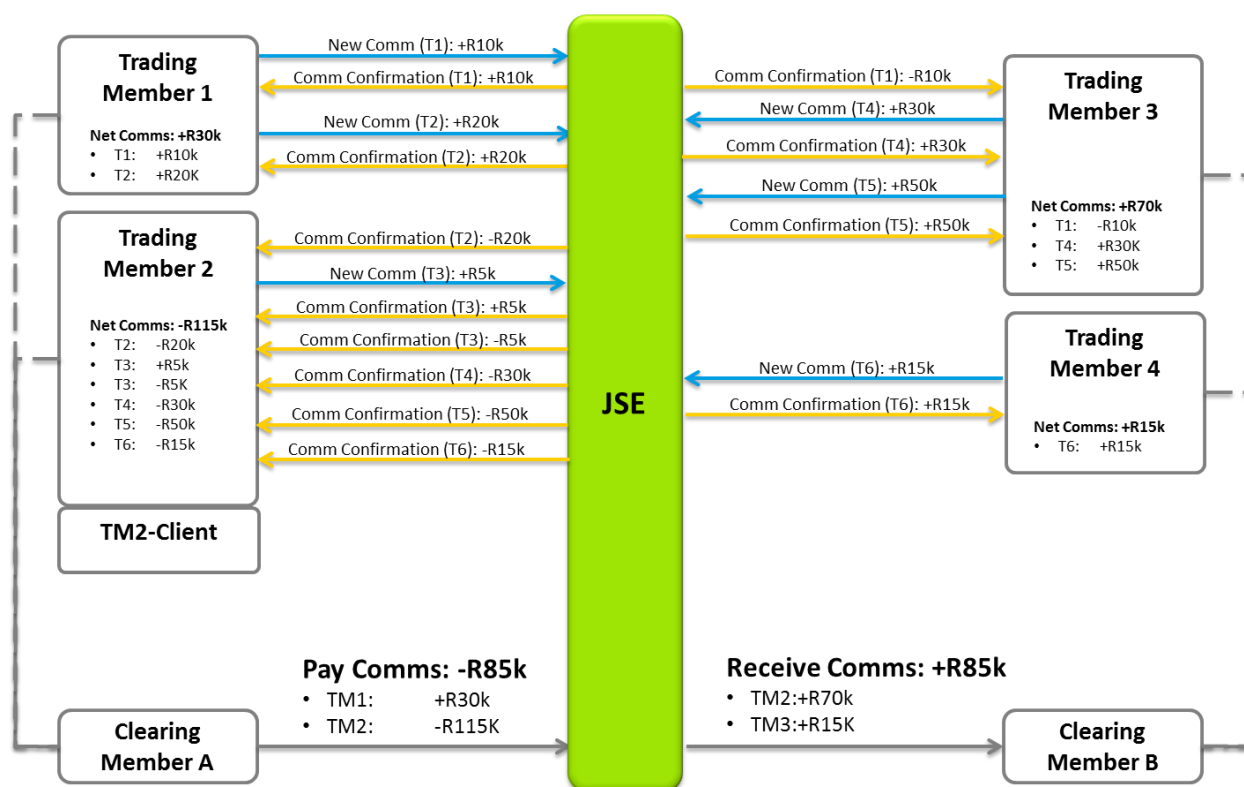 Trading
Member 1
Net Comms: +R30k
• T1: +R10k
• T2: +R20K
New Comm (T1): +R10k
Comm Confirmation (T1): +R10k
New Comm (T2): +R20k
Comm Confirmation (T2): +R20k
Trading
Member 2
Net Comms: -R115k
• T2: -R20k
• T3: +R5k
• T3: -R5K
• T4: -R30k
• T5: -R50k
• T6: -R15k
TM2-Client
Comm Confirmation (T2): -R20k
New Comm (T3): +R5k
Comm Confirmation (T3): +R5k
Comm Confirmation (T3): -R5k
Comm Confirmation (T4): -R30k
Comm Confirmation (T5): -R50k
Comm Confirmation (T6): -R15k
JSE
Comm Confirmation (T1): -R10k
New Comm (T4): +R30k
Comm Confirmation (T4): +R30k
New Comm (T5): +R50k
Comm Confirmation (T5): +R50k
Trading
Member 3
Net Comms: +R70k
• T1: -R10k
• T4: +R30K
• T5: +R50k
New Comm (T6): +R15k
Comm Confirmation (T6): +R15k
Trading
Member 4
Net Comms: +R15k
• T6: +R15k
Clearing
Member A
Pay Comms: -R85k
• TM1: +R30k
• TM2: -R115K
Receive Comms: +R85k
• TM2:+R70k
• TM3:+R15K
Clearing
Member B